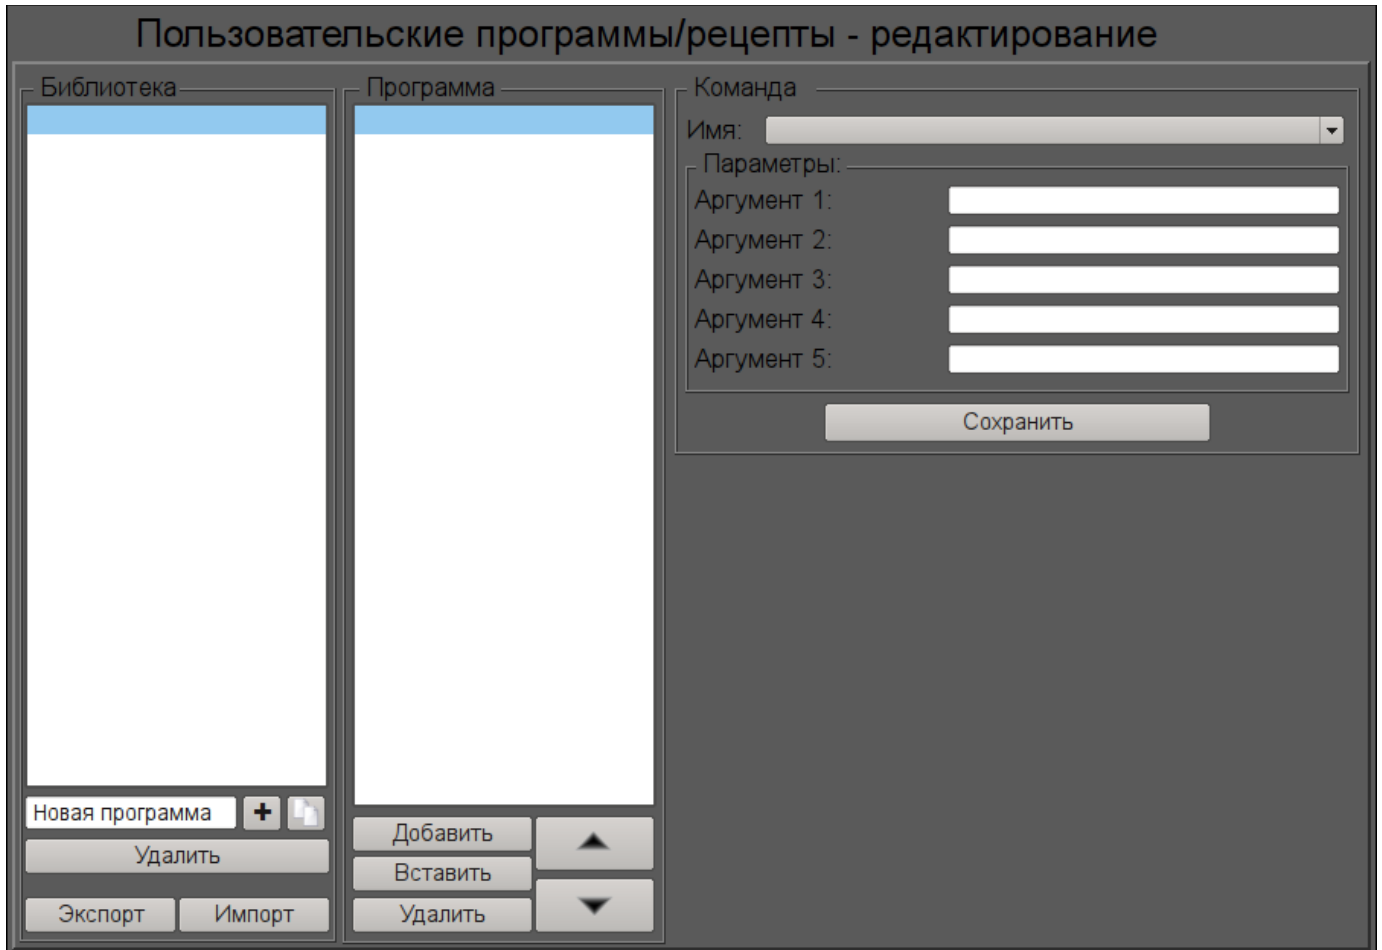 Пользовательские программы/рецепты - редактирование
Библиотека
Программа
Команда
Имя:
Параметры:
Аргумент 1:
Аргумент 2:
Аргумент 3:
Аргумент 4:
Аргумент 5:
Сохранить
Новая программа
Удалить
Экспорт
Импорт
Добавить
Вставить
Удалить